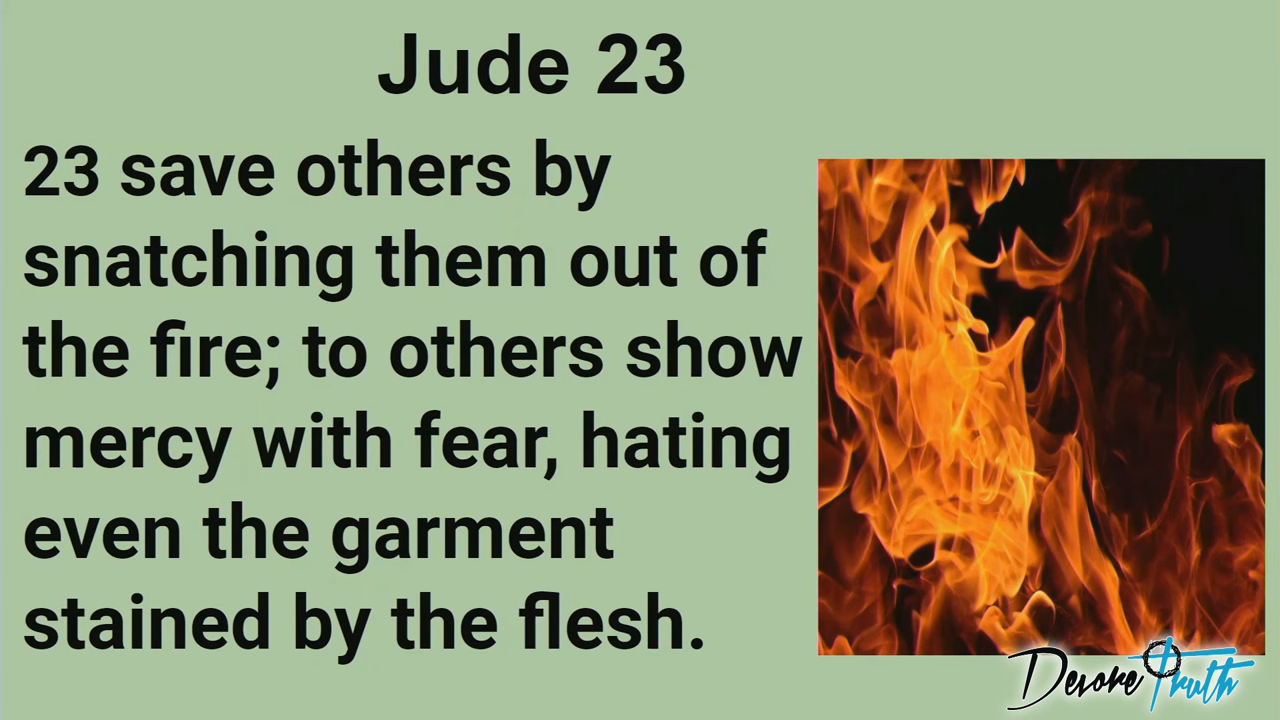 Jude 23
23 save others by
snatching them out of
the fire; to others show
mercy with fear, hating
even the garment
stained by the flesh.
Devore Truth